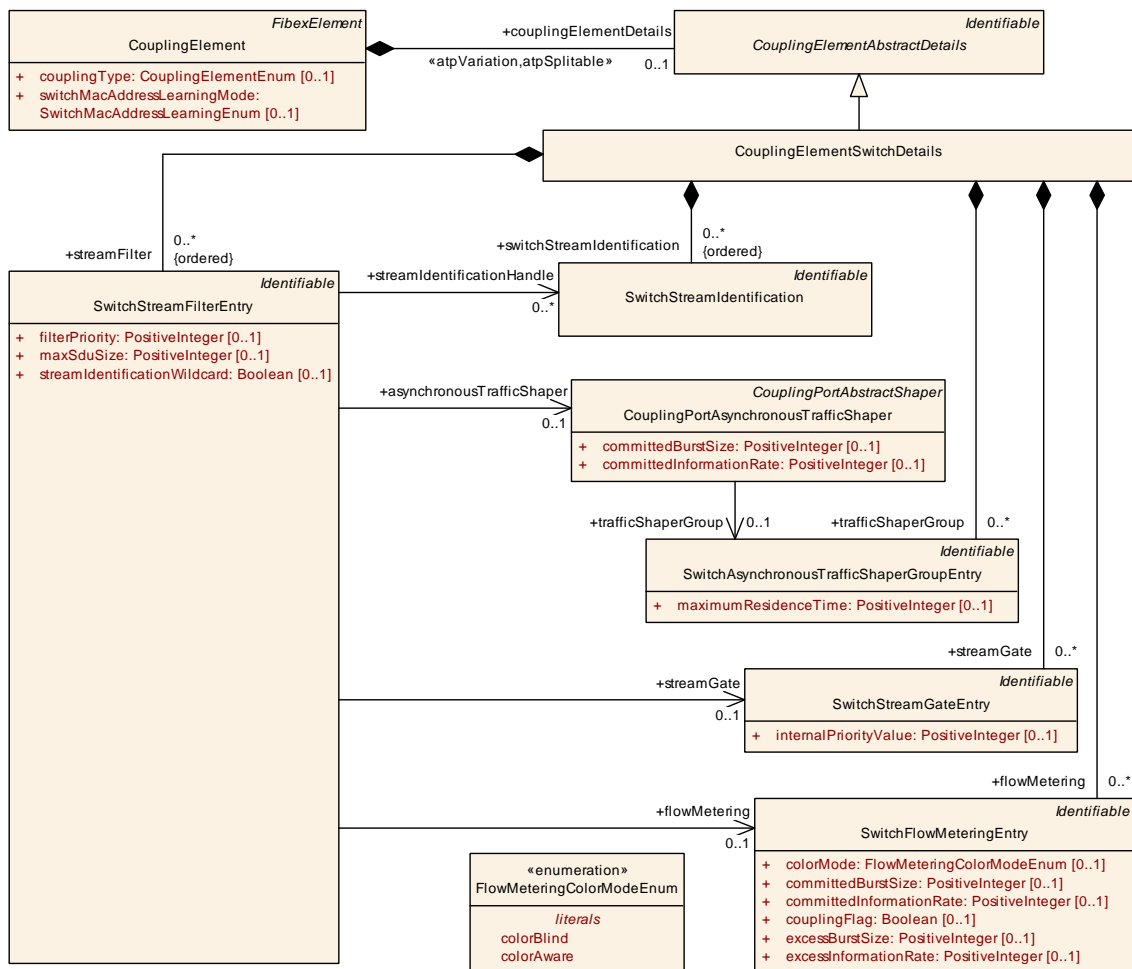 FibexElement
CouplingElement
+ couplingType: CouplingElementEnum [0..1]
+ switchMacAddressLearningMode:
SwitchMacAddressLearningEnum [0..1]
+couplingElementDetails
«atpVariation,atpSplitable»
0..1
Identifiable
CouplingElementAbstractDetails
CouplingElementSwitchDetails
+streamFilter
0..*
{ordered}
+switchStreamIdentification
0..*
{ordered}
Identifiable
SwitchStreamFilterEntry
+ filterPriority: PositiveInteger [0..1]
+ maxSduSize: PositiveInteger [0..1]
+ streamIdentificationWildcard: Boolean [0..1]
+streamIdentificationHandle
0..*
Identifiable
SwitchStreamIdentification
+asynchronousTrafficShaper
0..1
CouplingPortAbstractShaper
CouplingPortAsynchronousTrafficShaper
+ committedBurstSize: PositiveInteger [0..1]
+ committedInformationRate: PositiveInteger [0..1]
+trafficShaperGroup
0..1
+trafficShaperGroup
0..*
Identifiable
SwitchAsynchronousTrafficShaperGroupEntry
+ maximumResidenceTime: PositiveInteger [0..1]
+streamGate
0..*
+streamGate
0..1
Identifiable
SwitchStreamGateEntry
+ internalPriorityValue: PositiveInteger [0..1]
+flowMetering
0..*
+flowMetering
0..1
Identifiable
SwitchFlowMeteringEntry
+ colorMode: FlowMeteringColorModeEnum [0..1]
+ committedBurstSize: PositiveInteger [0..1]
+ committedInformationRate: PositiveInteger [0..1]
+ couplingFlag: Boolean [0..1]
+ excessBurstSize: PositiveInteger [0..1]
+ excessInformationRate: PositiveInteger [0..1]
«enumeration»
FlowMeteringColorModeEnum
literals
colorBlind
colorAware